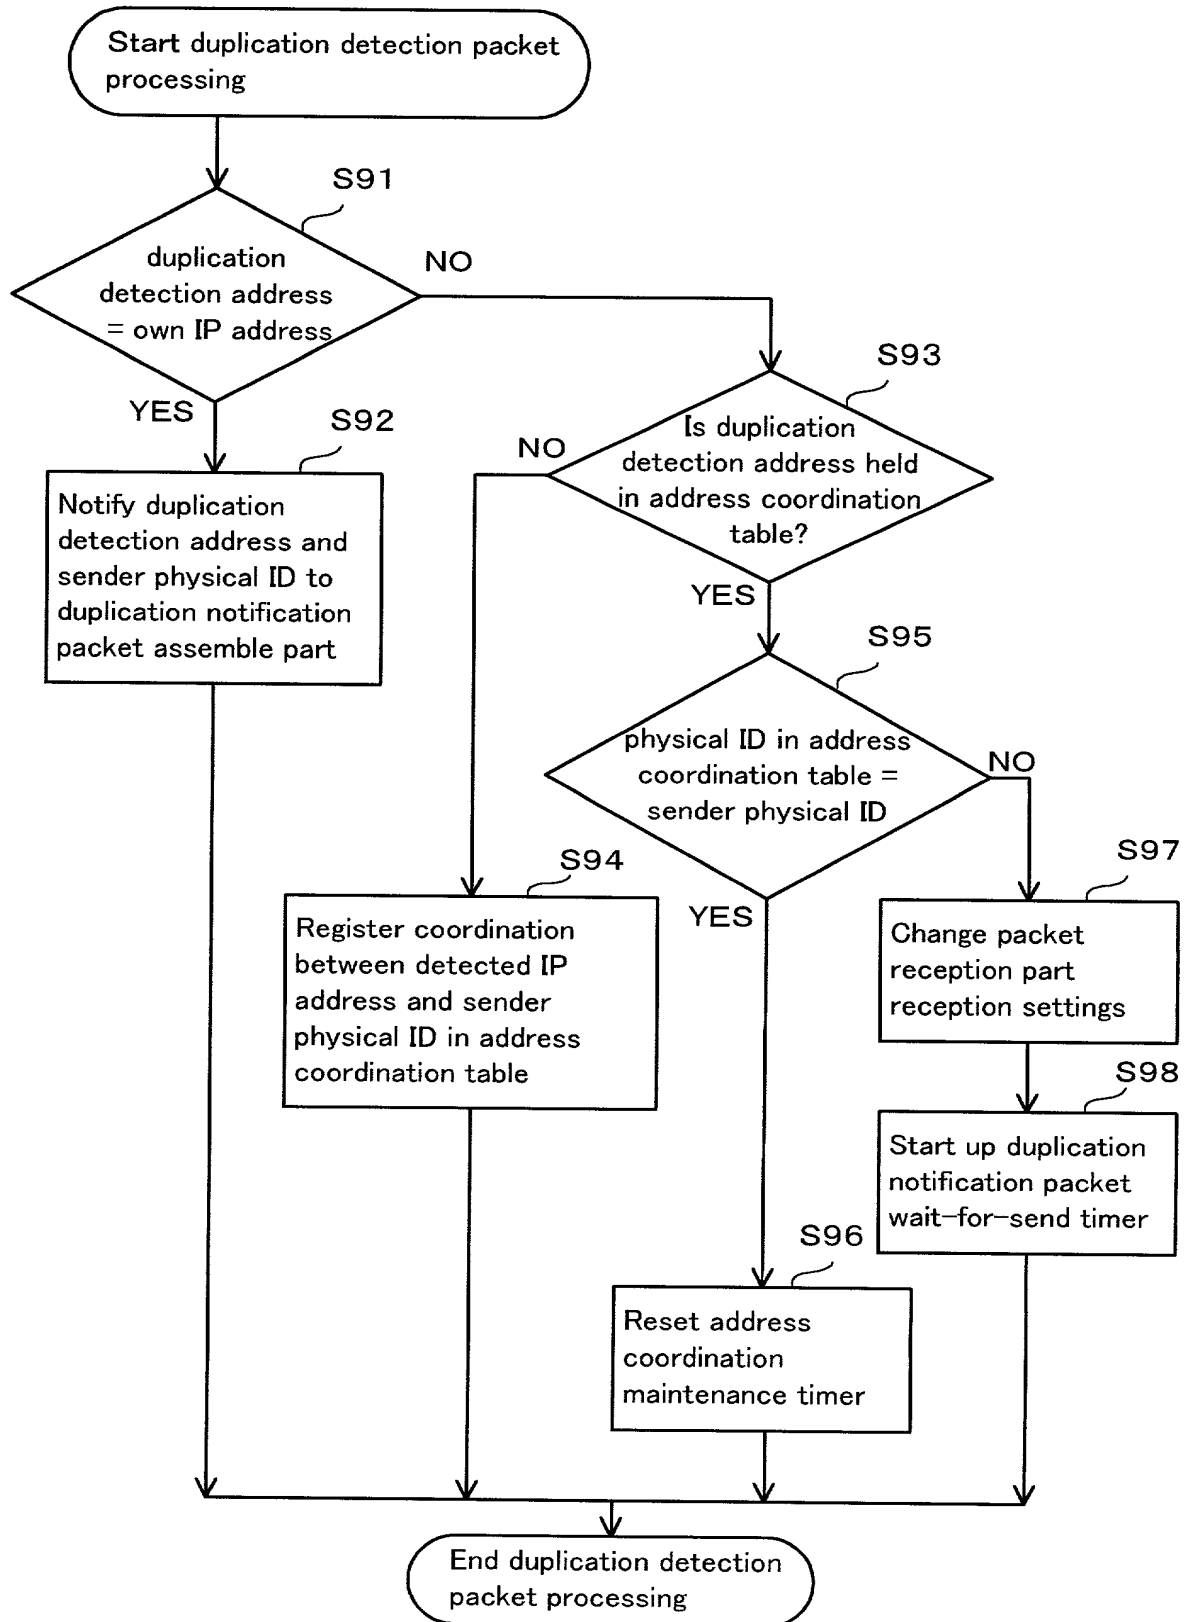 Start duplication detection packet
processing
S91
duplication
detection address
= own IP address
NO
YES
S92
Notify duplication
detection address and
sender physical ID to
duplication notification
packet assemble part
S93
Is duplication
detection address held
in address coordination
table?
NO
YES
S94
Register coordination
between detected IP
address and sender
physical ID in address
coordination table
S95
physical ID in address
coordination table =
sender physical ID
NO
YES
S96
Reset address
coordination
maintenance timer
S97
Change packet
reception part
reception settings
S98
Start up duplication
notification packet
wait-for-send timer
End duplication detection
packet processing